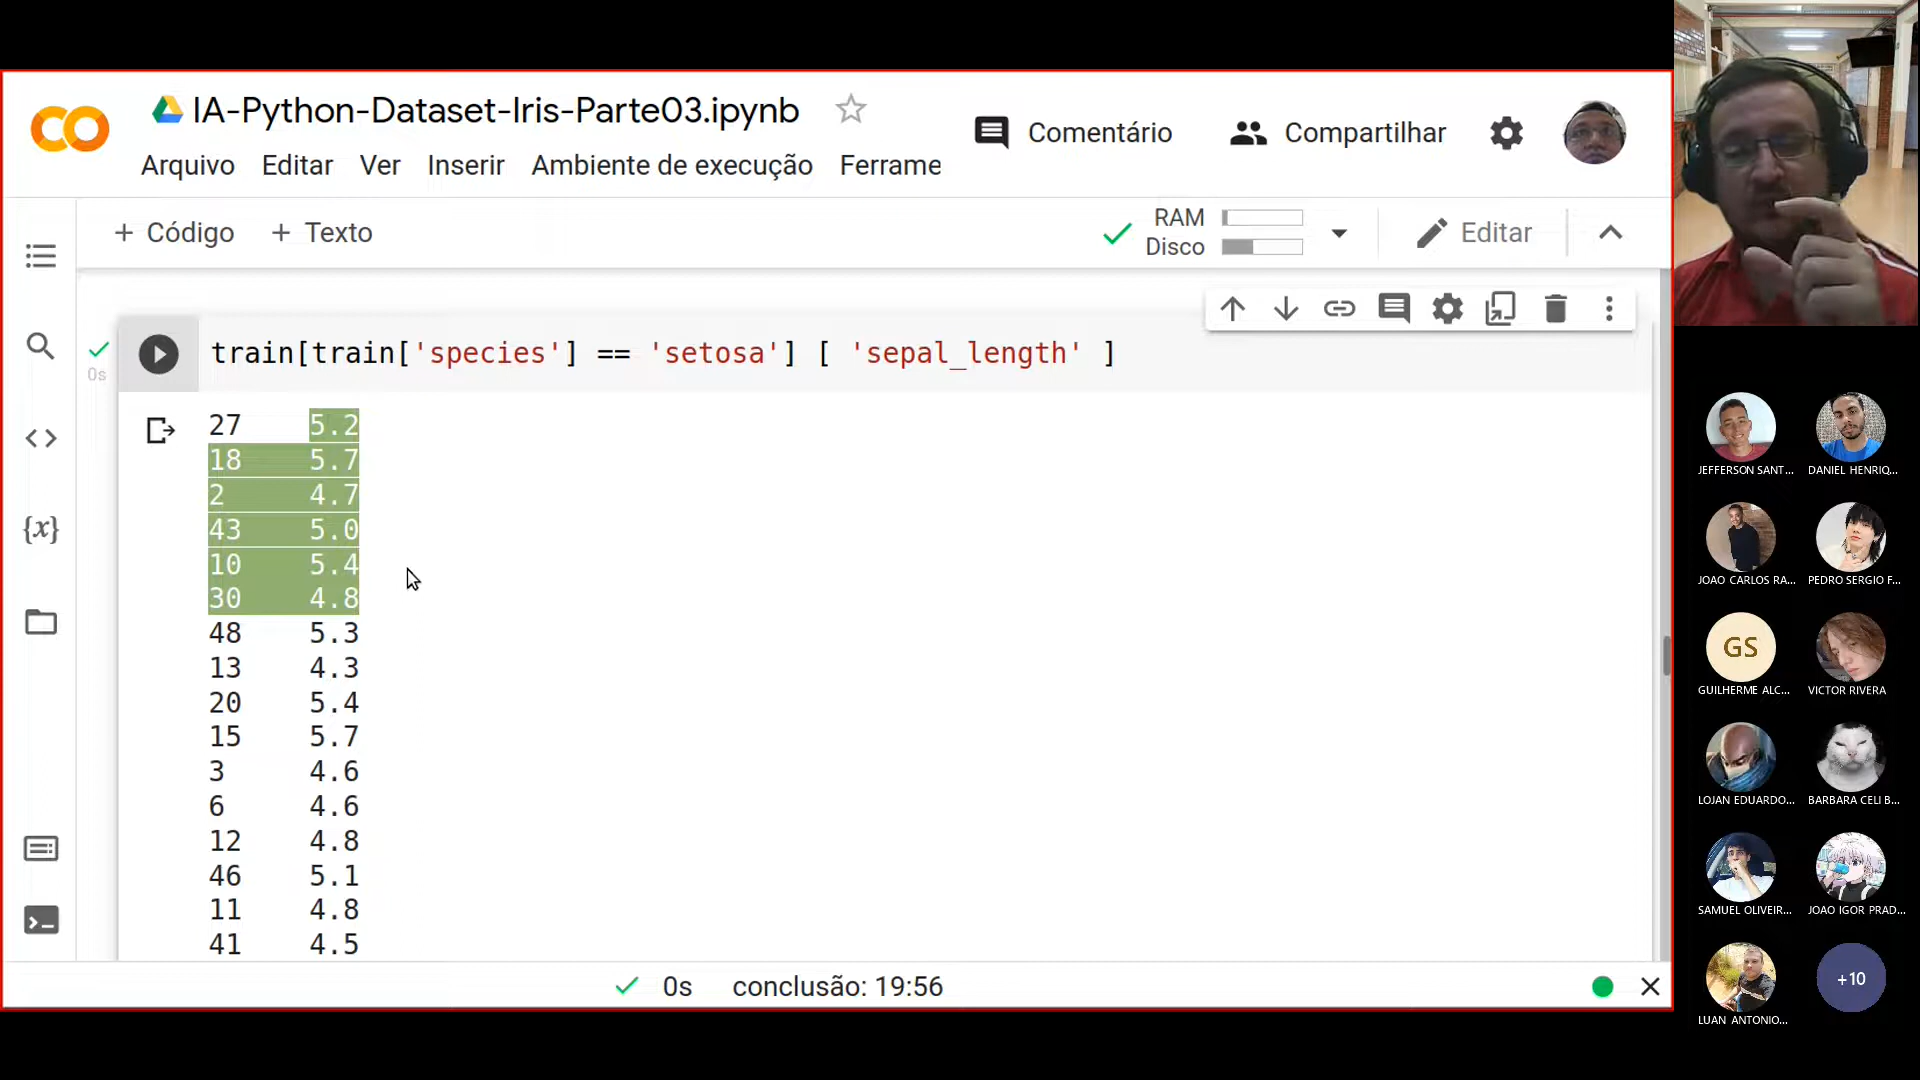 IA-Python-Dataset-Iris-Parte03.ipynb
Comentário
Compartilhar
Arquivo Editar Ver Inserir Ambiente de execução Ferrame
+ Código + Texto
RAM
Disco
Editar
0s
train[train['species'] == 'setosa'] [ 'sepal_length' ]
27 5.2
18 5.7
2 4.7
43 5.0
10 5.4
30 4.8
48 5.3
13 4.3
20 5.4
15 5.7
3 4.6
6 4.6
12 4.8
46 5.1
11 4.8
41 4.5
{x}
0s conclusão: 19:56
JEFFERSON SANT...
DANIEL HENRIQ...
JOAO CARLOS RA...
PEDRO SERGIO F...
GS
GUILHERME ALC...
VICTOR RIVERA
LOJAN EDUARDO...
BARBARA CELI B...
SAMUEL OLIVEIR...
JOAO IGOR PRAD...
LUAN ANTONIO...
+10